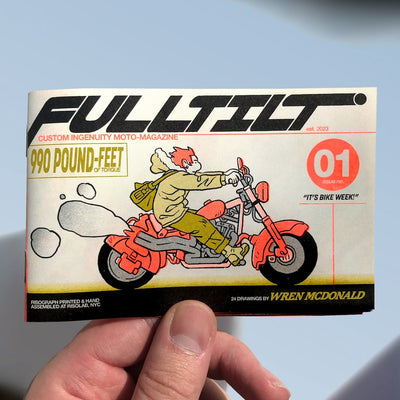 FULLTILT
est. 2023
CUSTOM INGENUITY MOTO-MAGAZINE
990 POUND-FEET
OF TORQUE
01
ISSUE NO.
"IT'S BIKE WEEK!"
RISOGRAPH PRINTED & HAND
ASSEMBLED AT RISOLAB, NYC
24 DRAWINGS BY WREN MCDONALD